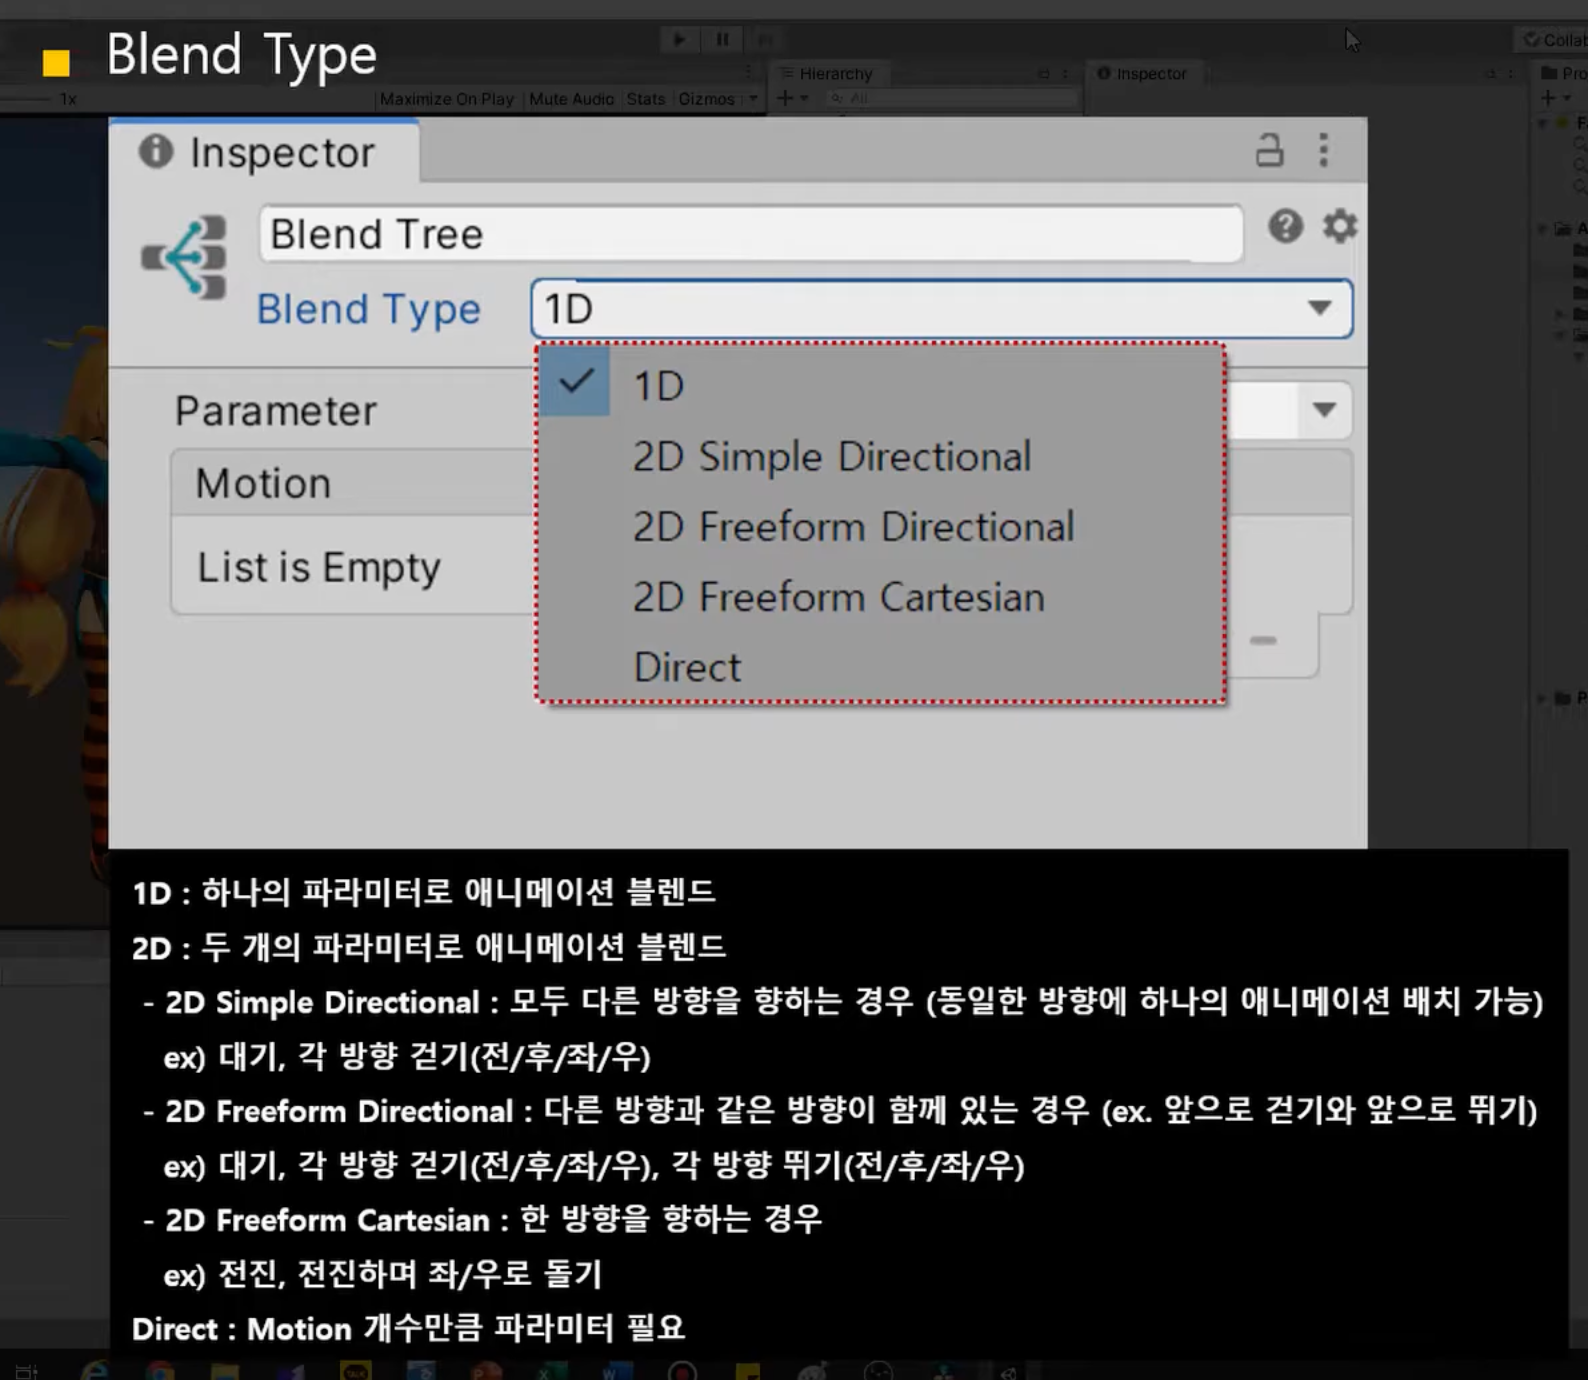 Blend Type
Collab
1x
Maximize On Play
Mute Audio
Stats
Gizmos
Hierarchy
All
Inspector
Pro
Inspector
Blend Tree
Blend Type
1D
1D
2D Simple Directional
2D Freeform Directional
2D Freeform Cartesian
Direct
Parameter
Motion
List is Empty
1D : 하나의 파라미터로 애니메이션 블렌드
2D : 두 개의 파라미터로 애니메이션 블렌드
- 2D Simple Directional : 모두 다른 방향을 향하는 경우 (동일한 방향에 하나의 애니메이션 배치 가능)
ex) 대기, 각 방향 걷기(전/후/좌/우)
- 2D Freeform Directional : 다른 방향과 같은 방향이 함께 있는 경우 (ex. 앞으로 걷기와 앞으로 뛰기)
ex) 대기, 각 방향 걷기(전/후/좌/우), 각 방향 뛰기(전/후/좌/우)
- 2D Freeform Cartesian : 한 방향을 향하는 경우
ex) 전진, 전진하며 좌/우로 돌기
Direct : Motion 개수만큼 파라미터 필요